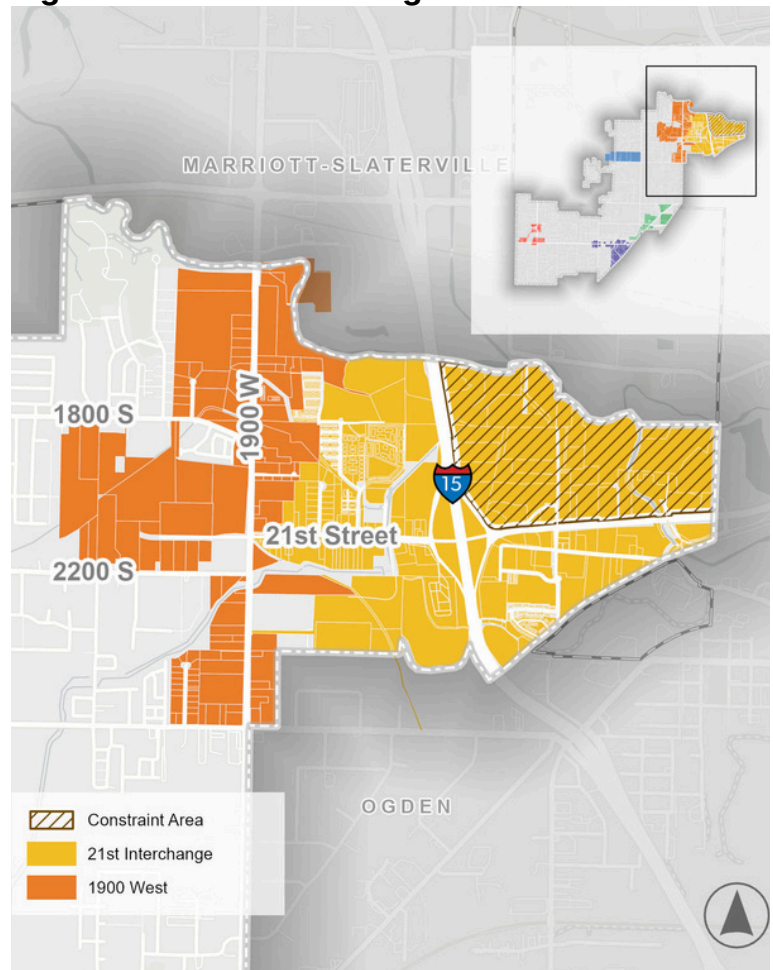 MARRIOTT-SLATERVILLE
1800 S
1900 W
15
21st Street
2200 S
OGDEN
Constraint Area
21st Interchange
1900 West